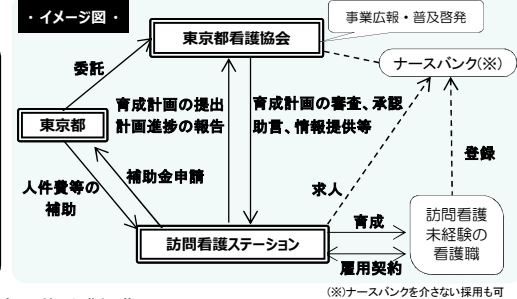 ・イメージ図・
事業広報・普及啓発
東京都看護協会
ナースバンク(※)
委託
育成計画の提出
計画進捗の報告
育成計画の審査、承認
助言、情報提供等
東京都
登録
人件費等の
補助
補助金申請
求人
訪問看護ステーション
育成
雇用契約
訪問看護
未経験の
看護職
(※)ナースバンクを介さない採用も可